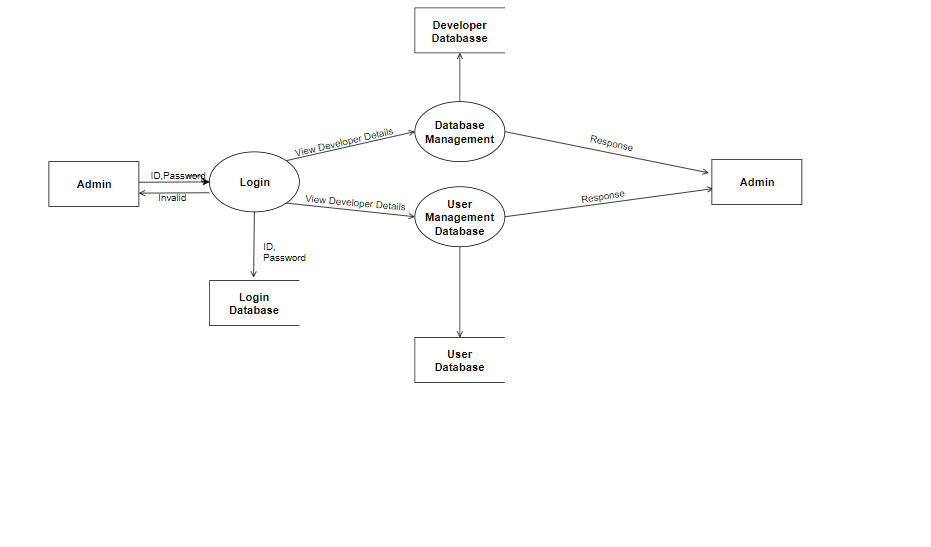 Developer
Databasse
Database
Management
View Developer Details
Response
Admin
ID,Password
Invalid
Login
View Developer Details
User
Management
Database
Response
Admin
ID,
Password
Login
Database
User
Database